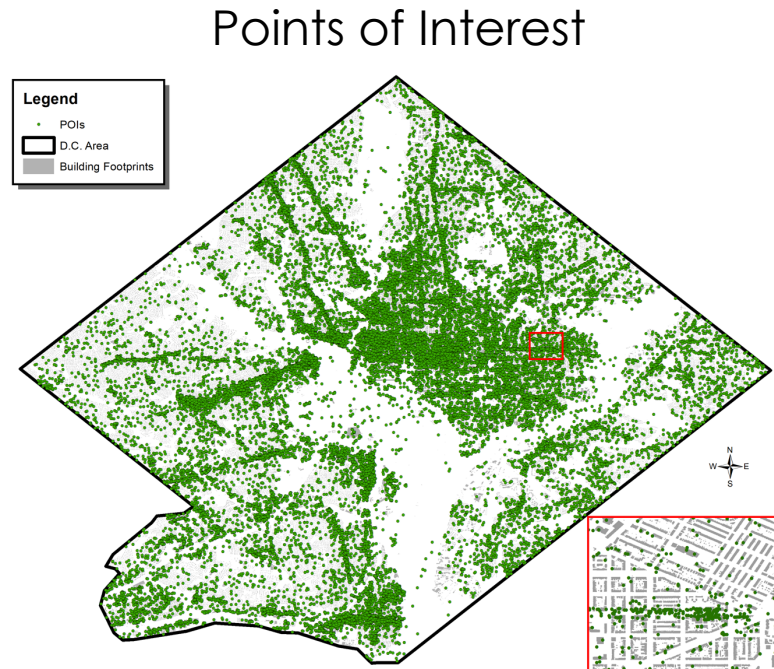 Points of Interest
Legend
POIs
D.C. Area
Building Footprints
N
W E
S